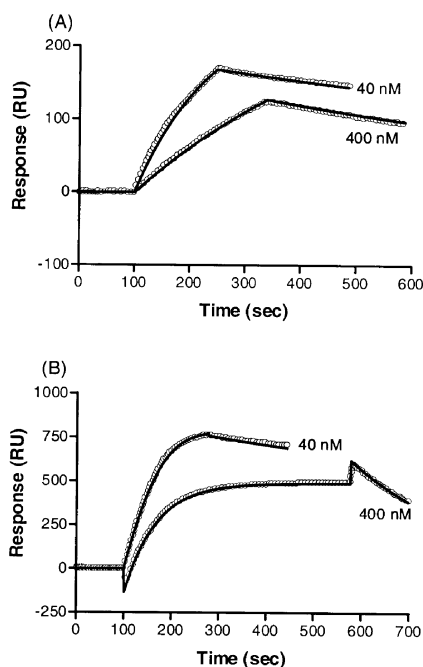 (A)
200
100
0
-100
Response (RU)
40 nM
400 nM
0 100 200 300 400 500 600
Time (sec)
(B)
1000
750
500
250
0
-250
Response (RU)
40 nM
400 nM
0 100 200 300 400 500 600 700
Time (sec)